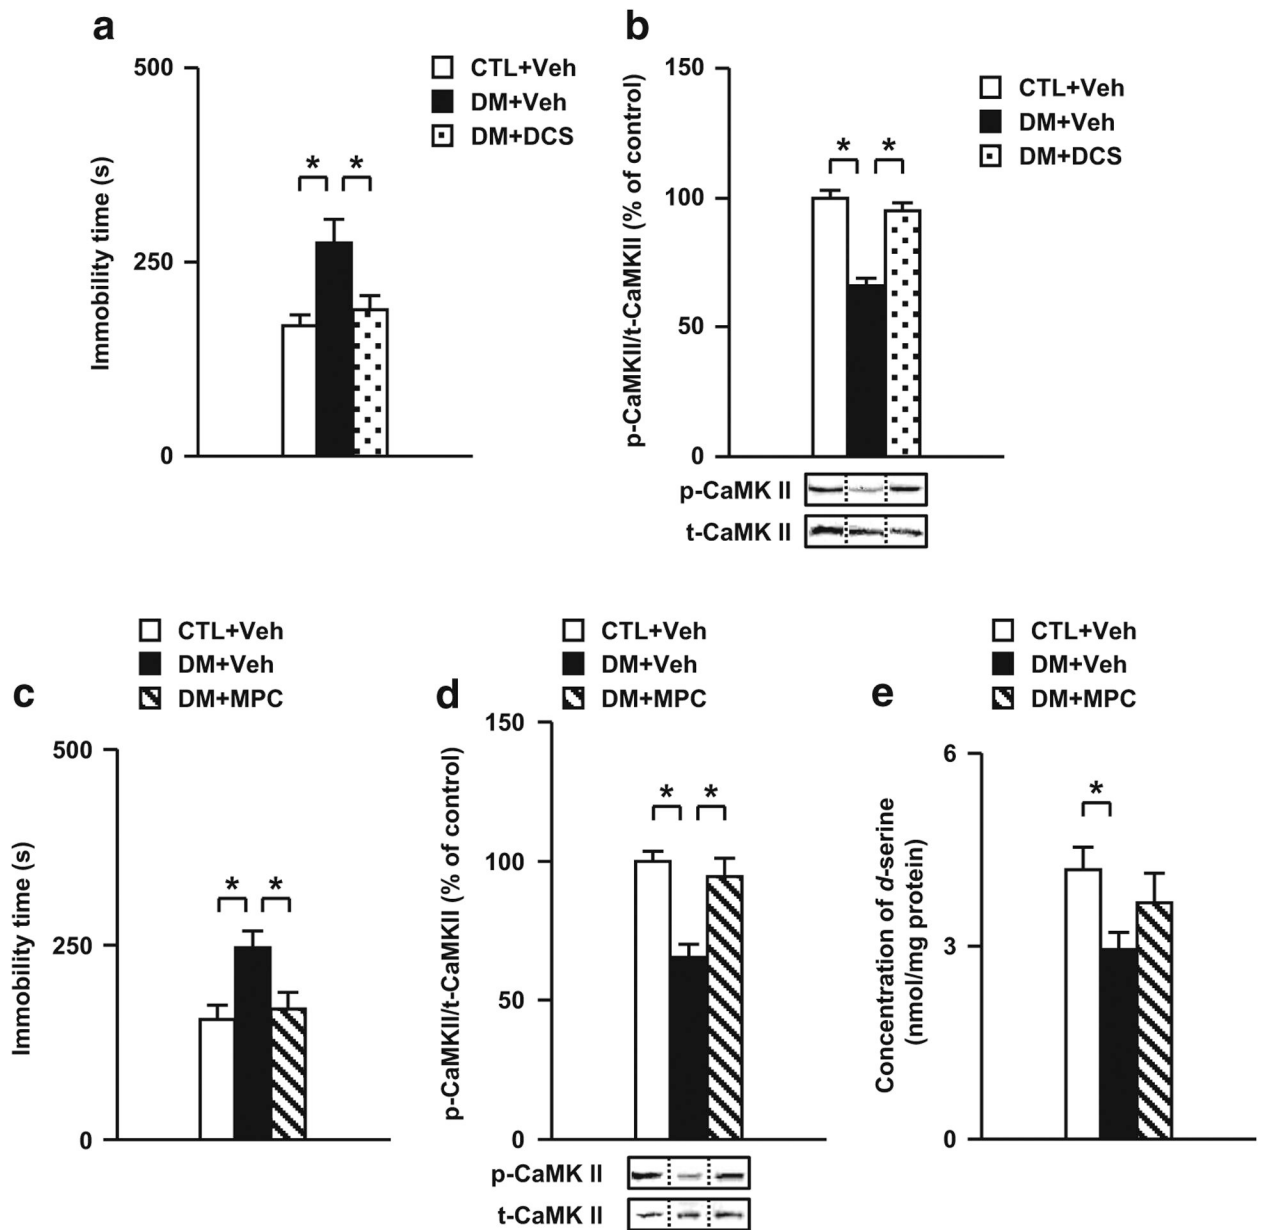 a
500
250
0
Immobility time (s)
CTL+Veh
DM+Veh
DM+DCS
*
*
b
150
100
50
0
p-CaMKII/t-CaMKII (% of control)
CTL+Veh
DM+Veh
DM+DCS
*
*
p-CaMK II
t-CaMK II
c
CTL+Veh
DM+Veh
DM+MPC
500
250
0
Immobility time (s)
*
*
d
CTL+Veh
DM+Veh
DM+MPC
150
100
50
0
p-CaMKII/t-CaMKII (% of control)
*
*
p-CaMK II
t-CaMK II
e
CTL+Veh
DM+Veh
DM+MPC
6
3
0
Concentration of d-serine
(nmol/mg protein)
*